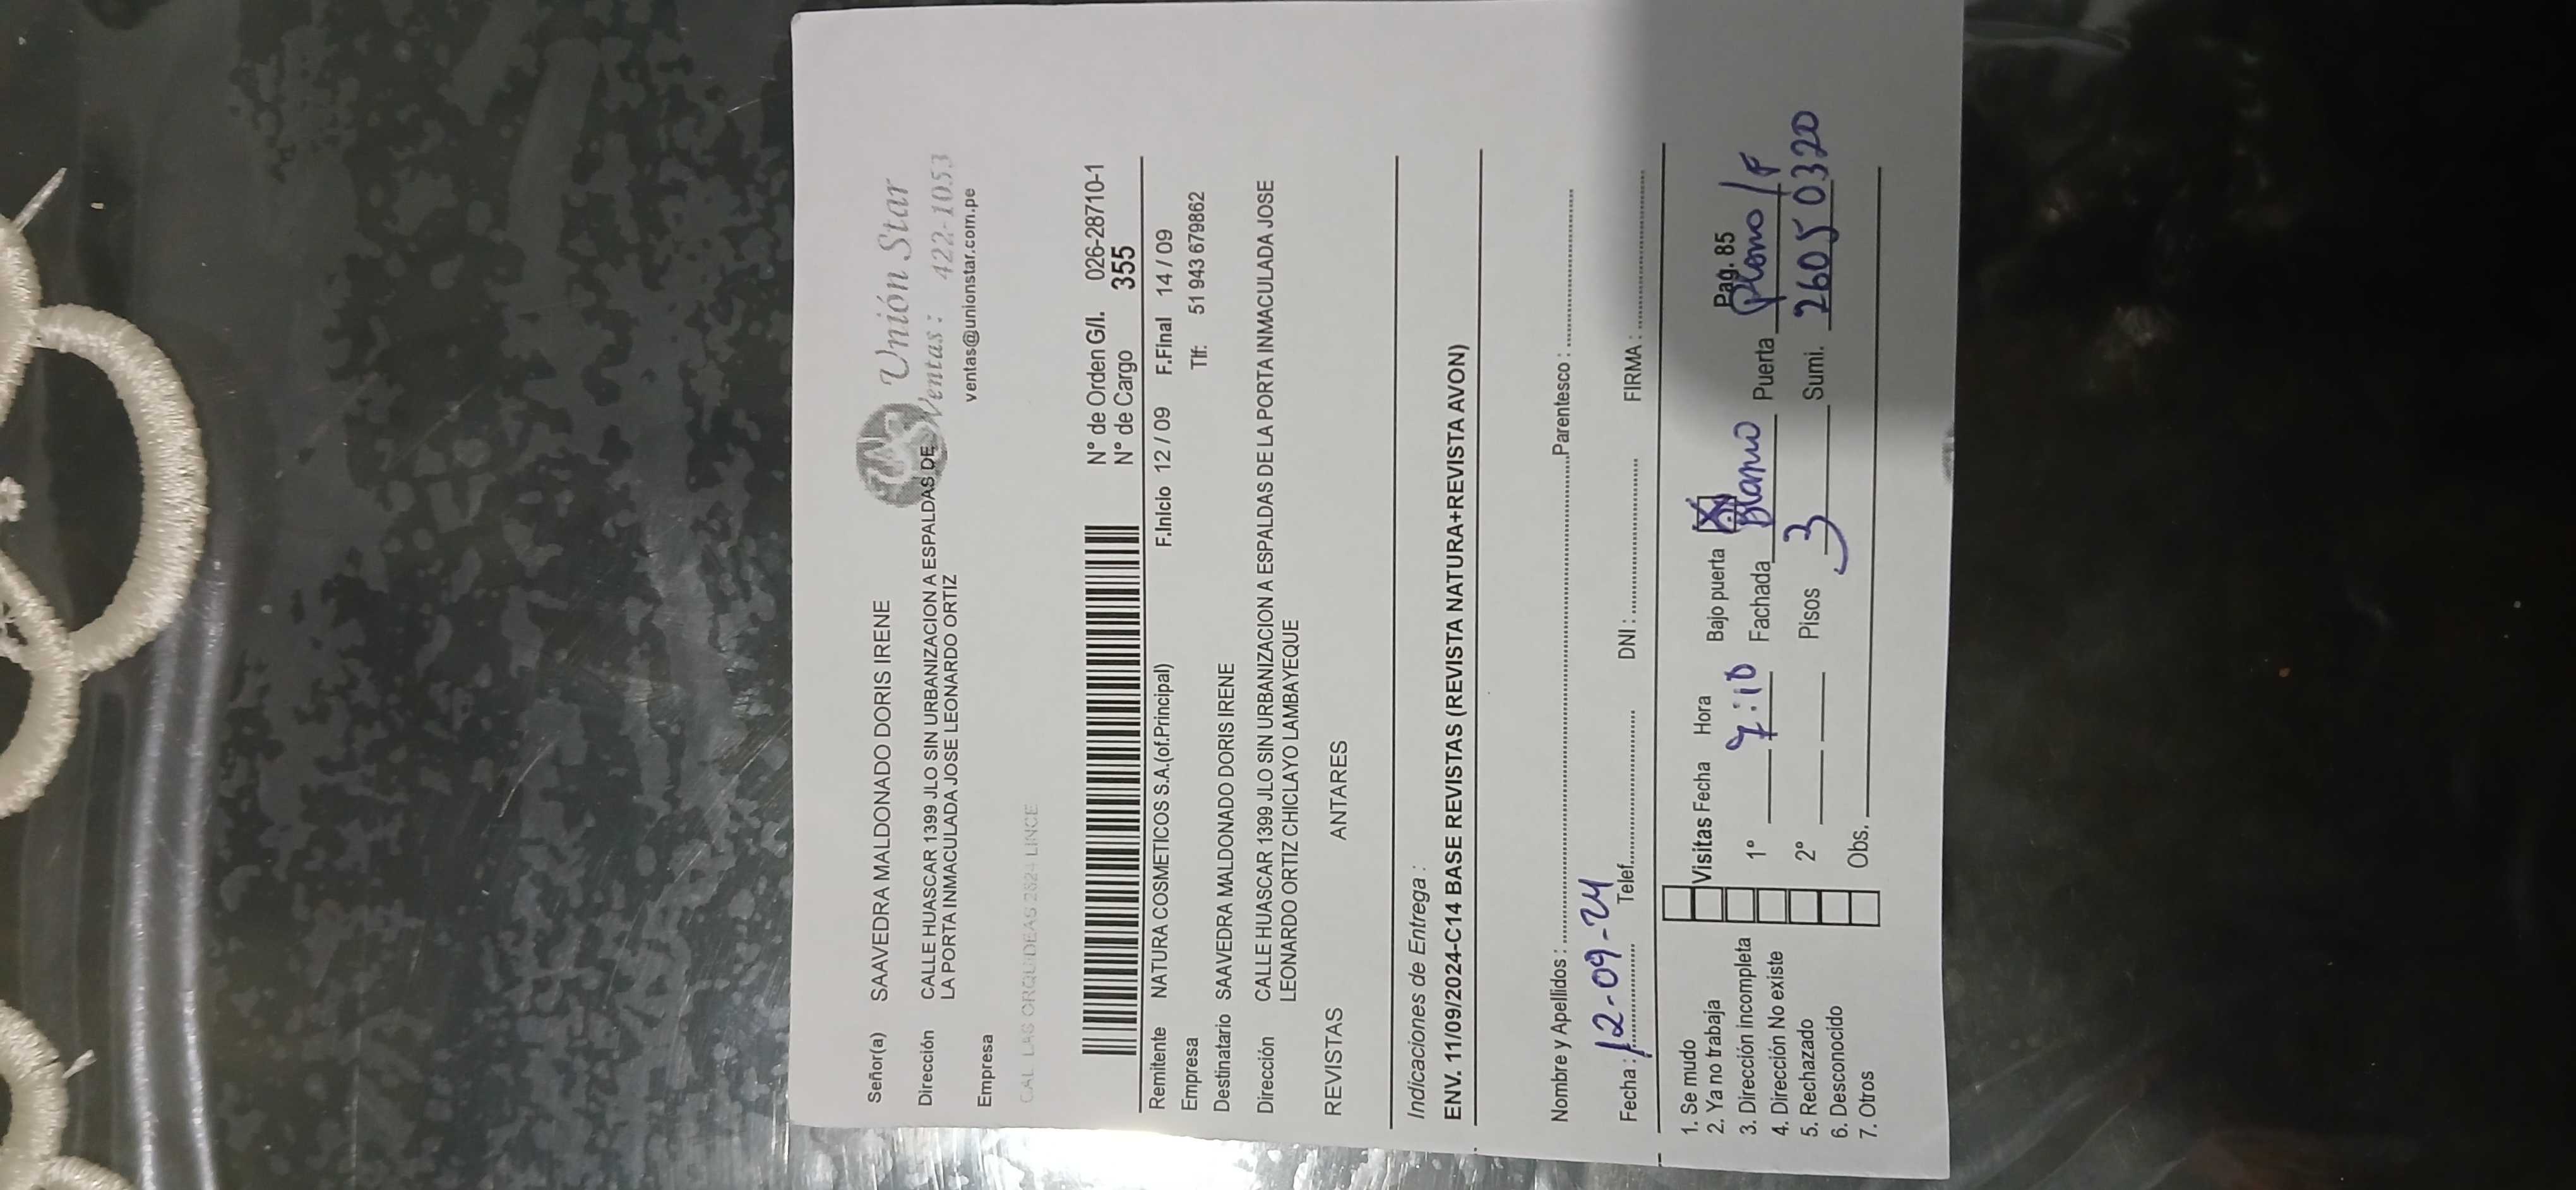 Unión Star
Ventas: 422-1053
ventas@unionstar.com.pe
Señor(a) SAAVEDRA MALDONADO DORIS IRENE
Dirección CALLE HUASCAR 1399 JLO SIN URBANIZACION A ESPALDAS DE
LA PORTA INMACULADA JOSE LEONARDO ORTIZ
Empresa
CAL LAS ORQUIDEAS 2624 LINCE
N° de Orden G/I. 026-28710-1
N° de Cargo 355
Remitente NATURA COSMETICOS S.A.(of.Principal) F.Inicio 12 / 09 F.Final 14 / 09
Empresa Tlf: 51 943 679862
Destinatario SAAVEDRA MALDONADO DORIS IRENE
Dirección CALLE HUASCAR 1399 JLO SIN URBANIZACION A ESPALDAS DE LA PORTA INMACULADA JOSE
LEONARDO ORTIZ CHICLAYO LAMBAYEQUE
REVISTAS ANTARES
Indicaciones de Entrega :
ENV. 11/09/2024-C14 BASE REVISTAS (REVISTA NATURA+REVISTA AVON)
Nombre y Apellidos : Parentesco :
Fecha : 12-09-24 Telef. DNI : FIRMA :
1. Se mudo
2. Ya no trabaja Visitas Fecha Hora Bajo puerta Pag. 85
3. Dirección incompleta 1° 7:10 Fachada Blanco Puerta Plomo/F
4. Dirección No existe
5. Rechazado 2° Pisos 3 Sumi. 26050320
6. Desconocido
7. Otros Obs.